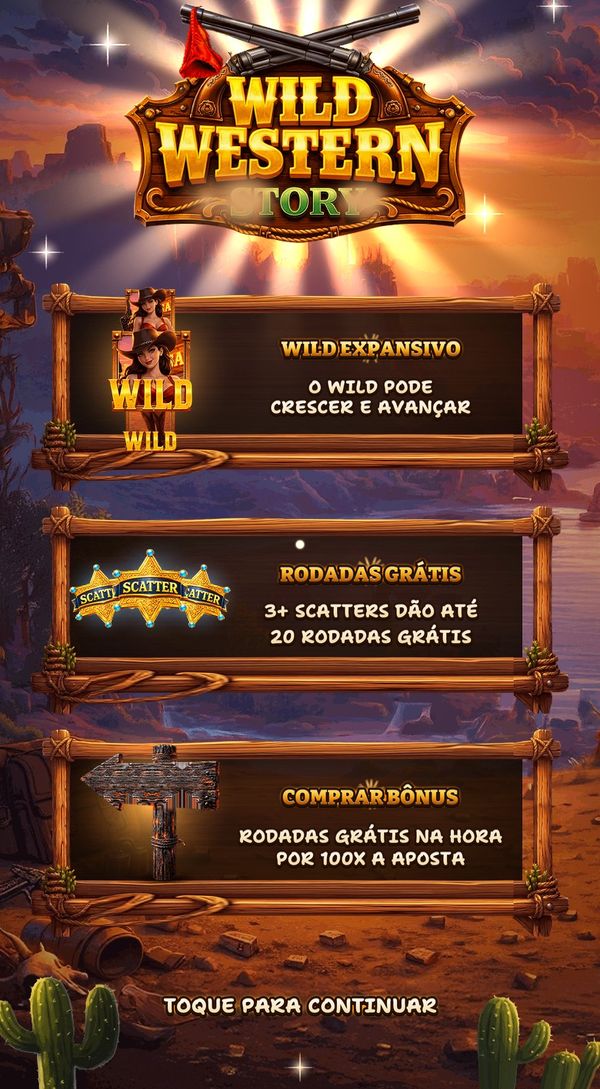 WILD
WESTERN
STORY
WILD
WILD
WILD EXPANSIVO
O WILD PODE
CRESCER E AVANÇAR
SCATTER
RODADAS GRÁTIS
3+ SCATTERS DÃO ATÉ
20 RODADAS GRÁTIS
COMPRAR BÔNUS
RODADAS GRÁTIS NA HORA
POR 100X A APOSTA
TOQUE PARA CONTINUAR